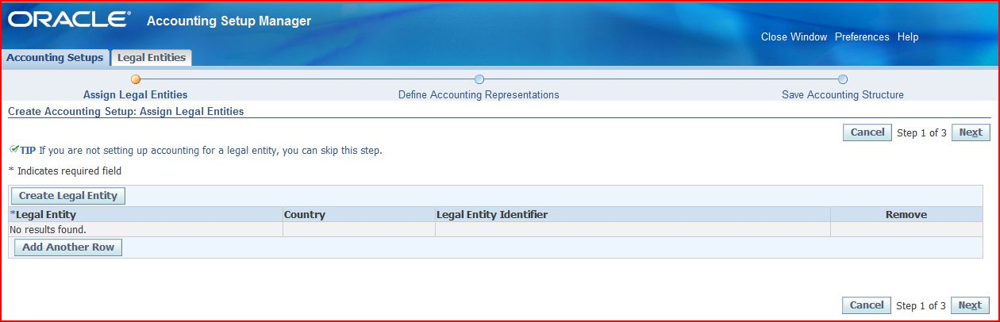 ORACLE® Accounting Setup Manager
Close Window Preferences Help
Accounting Setups Legal Entities
Assign Legal Entities Define Accounting Representations Save Accounting Structure
Create Accounting Setup: Assign Legal Entities
Cancel Step 1 of 3 Next
TIP If you are not setting up accounting for a legal entity, you can skip this step.
* Indicates required field
Create Legal Entity
*Legal Entity Country Legal Entity Identifier Remove
No results found.
Add Another Row
Cancel Step 1 of 3 Next